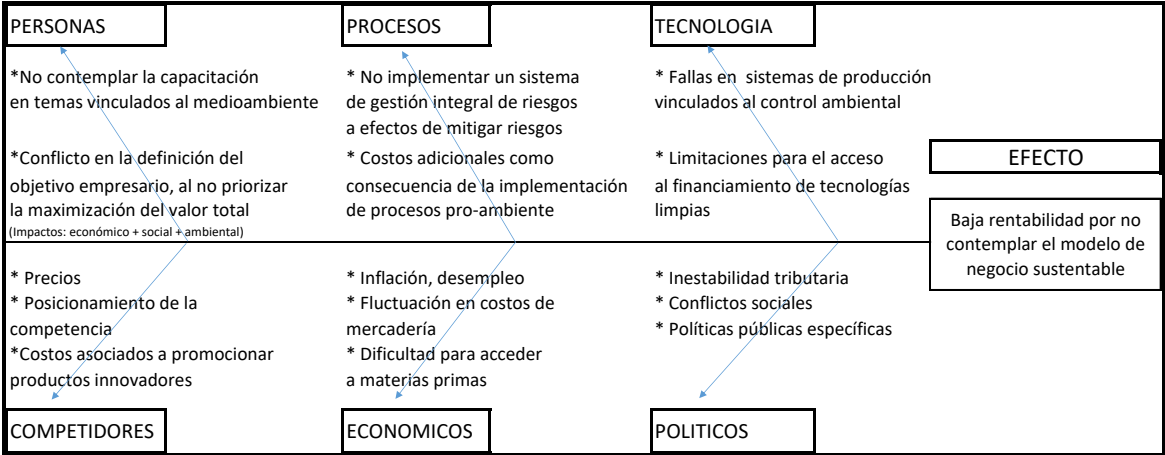 PERSONAS
PROCESOS
TECNOLOGIA
*No contemplar la capacitación
en temas vinculados al medioambiente
*Conflicto en la definición del
objetivo empresario, al no priorizar
la maximización del valor total
(Impactos: económico + social + ambiental)
* No implementar un sistema
de gestión integral de riesgos
a efectos de mitigar riesgos
* Costos adicionales como
consecuencia de la implementación
de procesos pro-ambiente
* Fallas en sistemas de producción
vinculados al control ambiental
* Limitaciones para el acceso
al financiamiento de tecnologías
limpias
EFECTO
Baja rentabilidad por no
contemplar el modelo de
negocio sustentable
* Precios
* Posicionamiento de la
competencia
*Costos asociados a promocionar
productos innovadores
* Inflación, desempleo
* Fluctuación en costos de
mercadería
* Dificultad para acceder
a materias primas
* Inestabilidad tributaria
* Conflictos sociales
* Políticas públicas específicas
COMPETIDORES
ECONOMICOS
POLITICOS